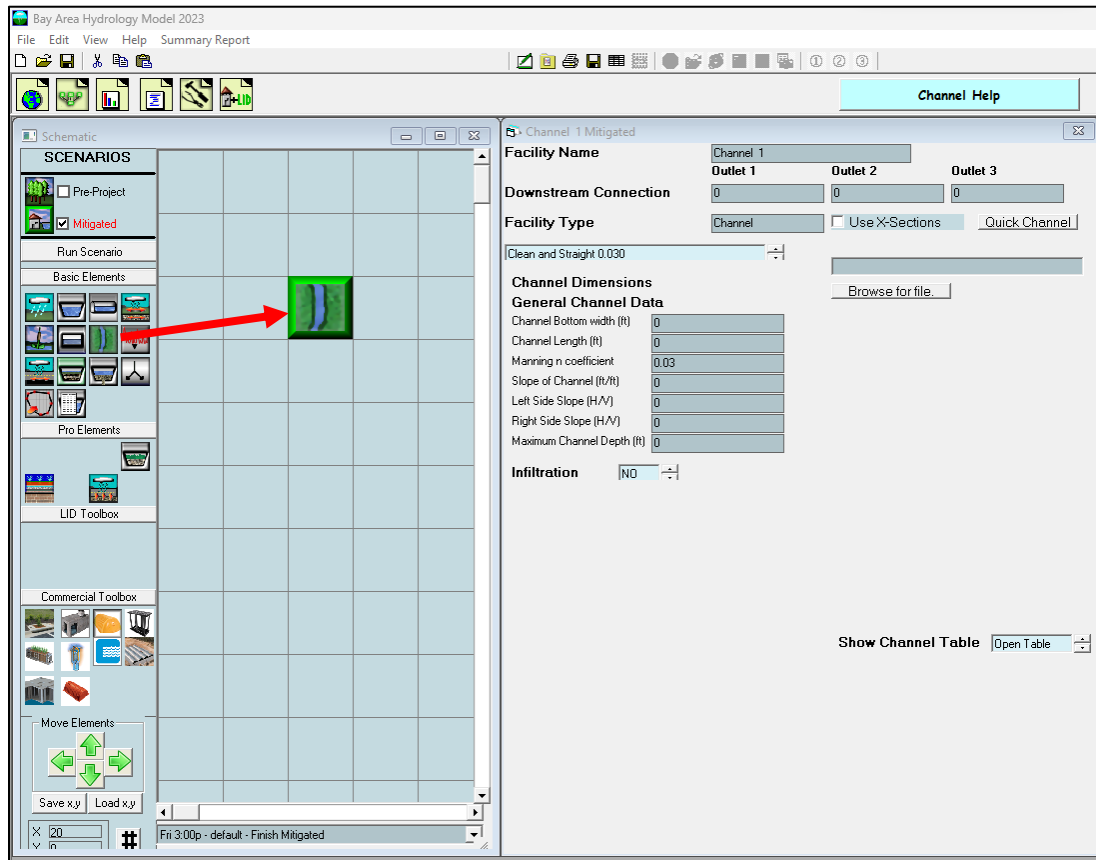 Bay Area Hydrology Model 2023
File Edit View Help Summary Report
① ② ③
+LID
Channel Help
Schematic
SCENARIOS
Pre-Project
Mitigated
Run Scenario
Basic Elements
Pro Elements
LID Toolbox
Commercial Toolbox
Move Elements
Save x,y Load x,y
X 20
Y 0
#
Fri 3:00p - default - Finish Mitigated
Channel 1 Mitigated
Facility Name Channel 1
Outlet 1 Outlet 2 Outlet 3
Downstream Connection 0 0 0
Facility Type Channel Use X-Sections Quick Channel
Clean and Straight 0.030
Browse for file.
Channel Dimensions
General Channel Data
Channel Bottom width (ft) 0
Channel Length (ft) 0
Manning n coefficient 0.03
Slope of Channel (ft/ft) 0
Left Side Slope (H/V) 0
Right Side Slope (H/V) 0
Maximum Channel Depth (ft) 0
Infiltration NO
Show Channel Table Open Table